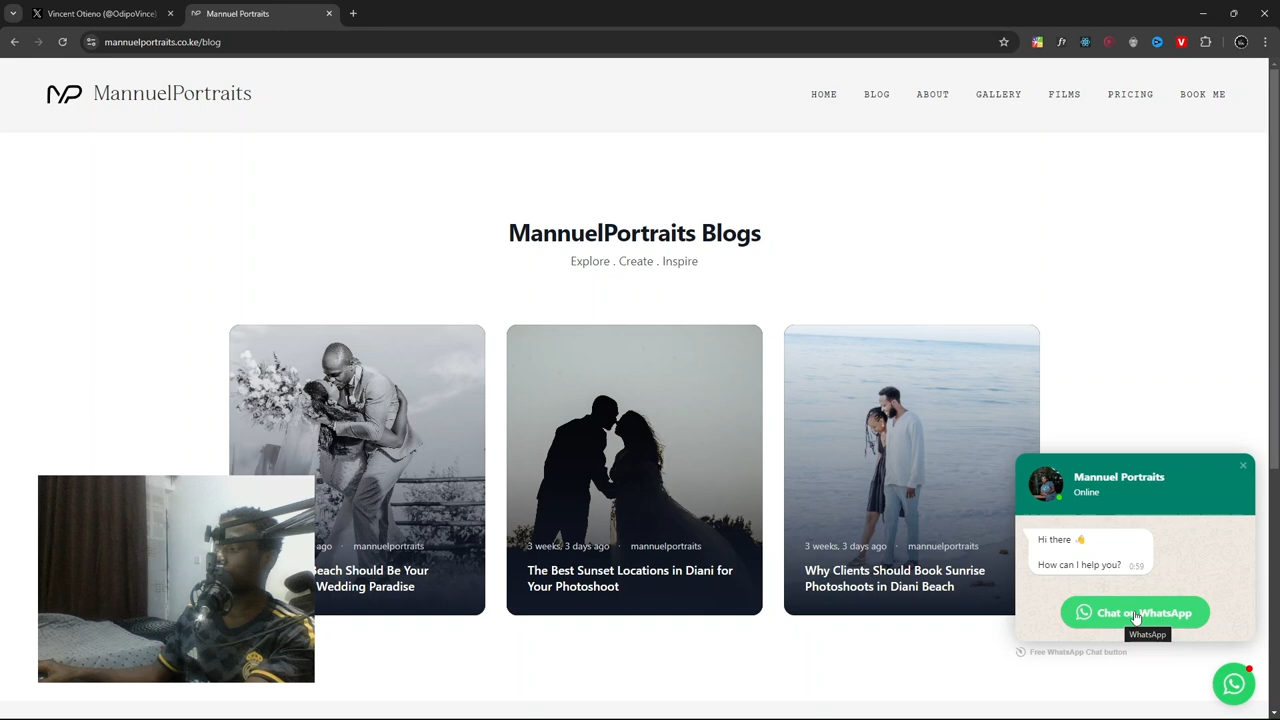 Vincent Otieno (@OdipoVince)
Mannuel Portraits
mannuelportraits.co.ke/blog
MannuelPortraits
HOME
BLOG
ABOUT
GALLERY
FILMS
PRICING
BOOK ME
MannuelPortraits Blogs
Explore . Create . Inspire
ago · mannuelportraits
Beach Should Be Your
Wedding Paradise
3 weeks, 3 days ago · mannuelportraits
The Best Sunset Locations in Diani for
Your Photoshoot
3 weeks, 3 days ago · mannuelportraits
Why Clients Should Book Sunrise
Photoshoots in Diani Beach
Mannuel Portraits
Online
Hi there 👋
How can I help you? 0:59
Chat on WhatsApp
WhatsApp
Free WhatsApp Chat button